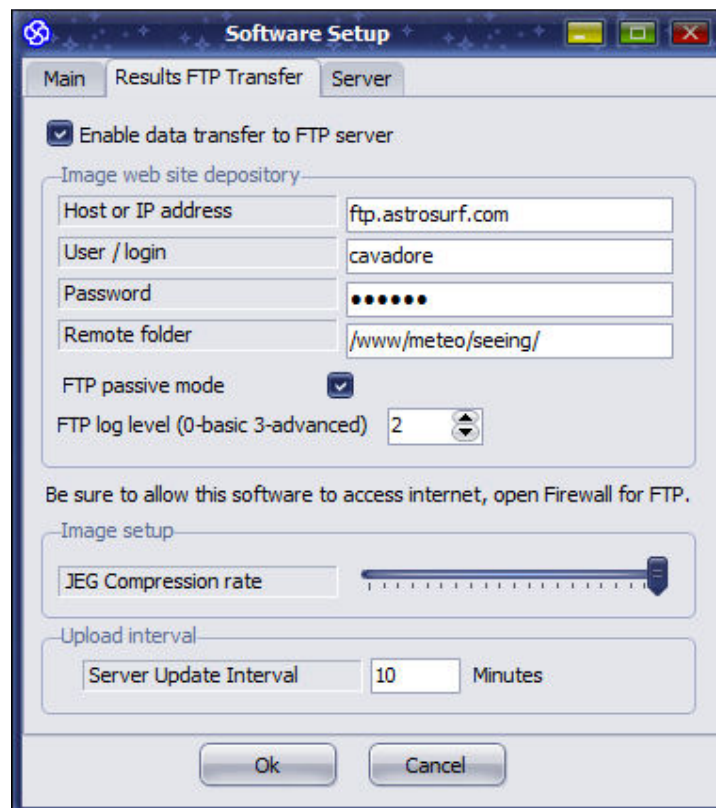 Software Setup
Main
Results FTP Transfer
Server
Enable data transfer to FTP server
Image web site depository
Host or IP address
ftp.astrosurf.com
User / login
cavadore
Password
••••••
Remote folder
/www/meteo/seeing/
FTP passive mode
FTP log level (0-basic 3-advanced)
2
Be sure to allow this software to access internet, open Firewall for FTP.
Image setup
JEG Compression rate
Upload interval
Server Update Interval
10
Minutes
Ok
Cancel